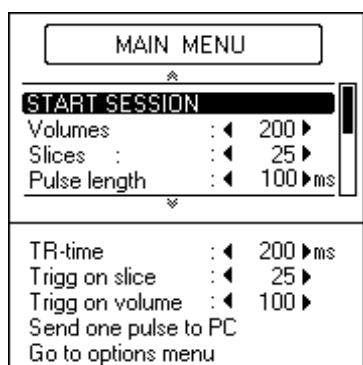 MAIN MENU
START SESSION
Volumes : 200
Slices : : 25
Pulse length : 100 ms
TR-time : 200 ms
Trigg on slice : 25
Trigg on volume : 100
Send one pulse to PC
Go to options menu